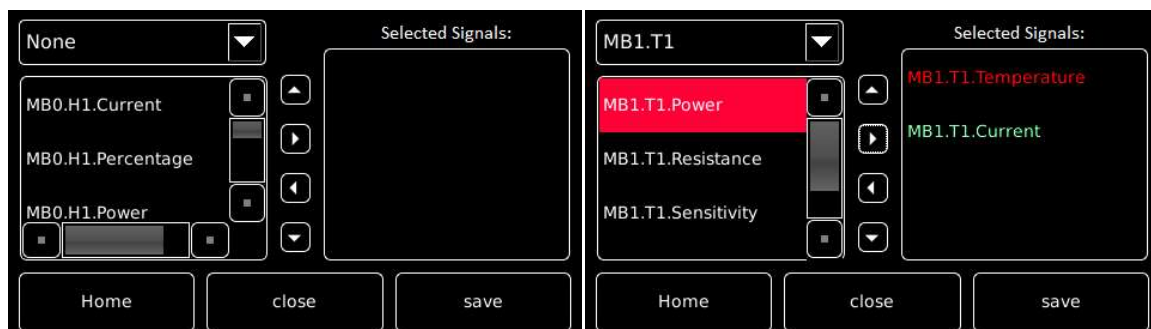 None
Selected Signals:
MB0.H1.Current
MB0.H1.Percentage
MB0.H1.Power
Home
close
save
MB1.T1
Selected Signals:
MB1.T1.Power
MB1.T1.Resistance
MB1.T1.Sensitivity
MB1.T1.Temperature
MB1.T1.Current
Home
close
save